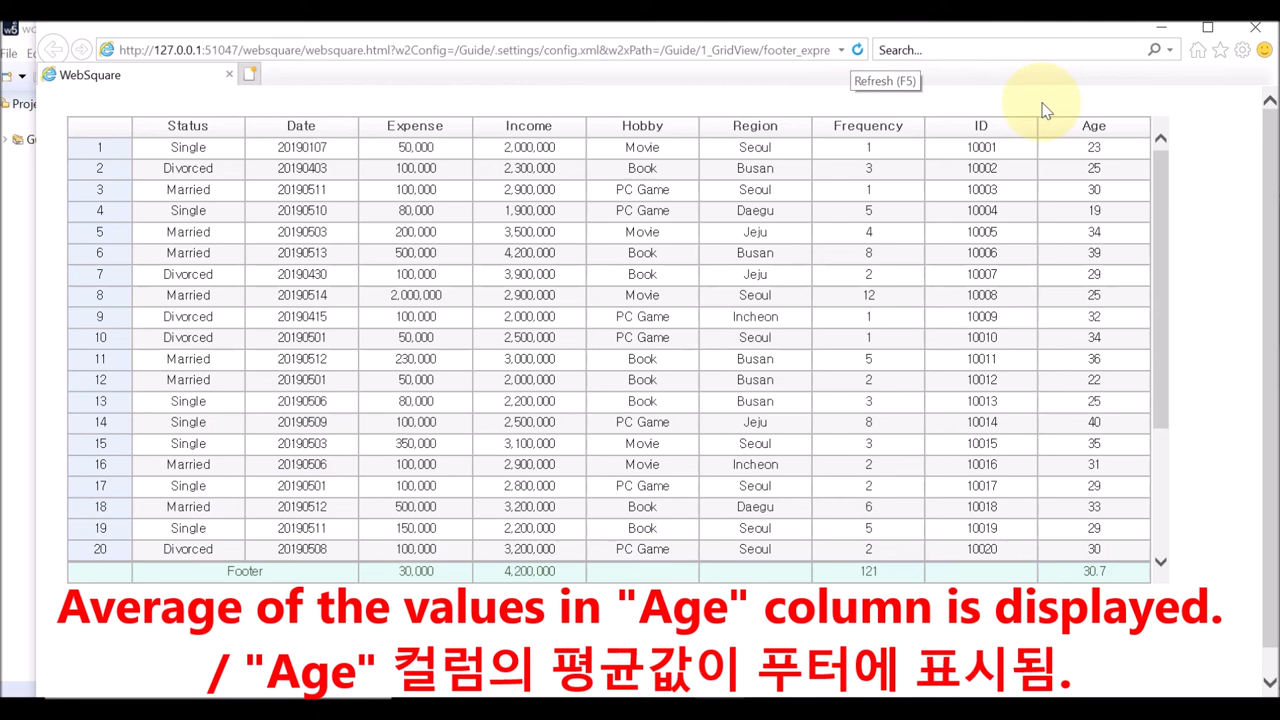 http://127.0.0.1:51047/websquare/websquare.html?w2Config=/Guide/.settings/config.xml&w2xPath=/Guide/1_GridView/footer_expre Search...
File
WebSquare
Refresh (F5)
Proje
Status Date Expense Income Hobby Region Frequency ID Age
1 Single 20190107 50,000 2,000,000 Movie Seoul 1 10001 23
2 Divorced 20190403 100,000 2,300,000 Book Busan 3 10002 25
3 Married 20190511 100,000 2,900,000 PC Game Seoul 1 10003 30
4 Single 20190510 80,000 1,900,000 PC Game Daegu 5 10004 19
5 Married 20190503 200,000 3,500,000 Movie Jeju 4 10005 34
6 Married 20190513 500,000 4,200,000 Book Busan 8 10006 39
7 Divorced 20190430 100,000 3,900,000 Book Jeju 2 10007 29
8 Married 20190514 2,000,000 2,900,000 Movie Seoul 12 10008 25
9 Divorced 20190415 100,000 2,000,000 PC Game Incheon 1 10009 32
10 Divorced 20190501 50,000 2,500,000 PC Game Seoul 1 10010 34
11 Married 20190512 230,000 3,000,000 Book Busan 5 10011 36
12 Married 20190501 50,000 2,000,000 Book Busan 2 10012 22
13 Single 20190506 80,000 2,200,000 Book Busan 3 10013 25
14 Single 20190509 100,000 2,500,000 PC Game Jeju 8 10014 40
15 Single 20190503 350,000 3,100,000 Movie Seoul 3 10015 35
16 Married 20190506 100,000 2,900,000 Movie Incheon 2 10016 31
17 Single 20190501 100,000 2,800,000 PC Game Seoul 2 10017 29
18 Married 20190512 500,000 3,200,000 Book Daegu 6 10018 33
19 Single 20190511 150,000 2,200,000 Book Seoul 5 10019 29
20 Divorced 20190508 100,000 3,200,000 PC Game Seoul 2 10020 30
Footer 30,000 4,200,000 121 30.7
Average of the values in "Age" column is displayed.
/ "Age" 컬럼의 평균값이 푸터에 표시됨.